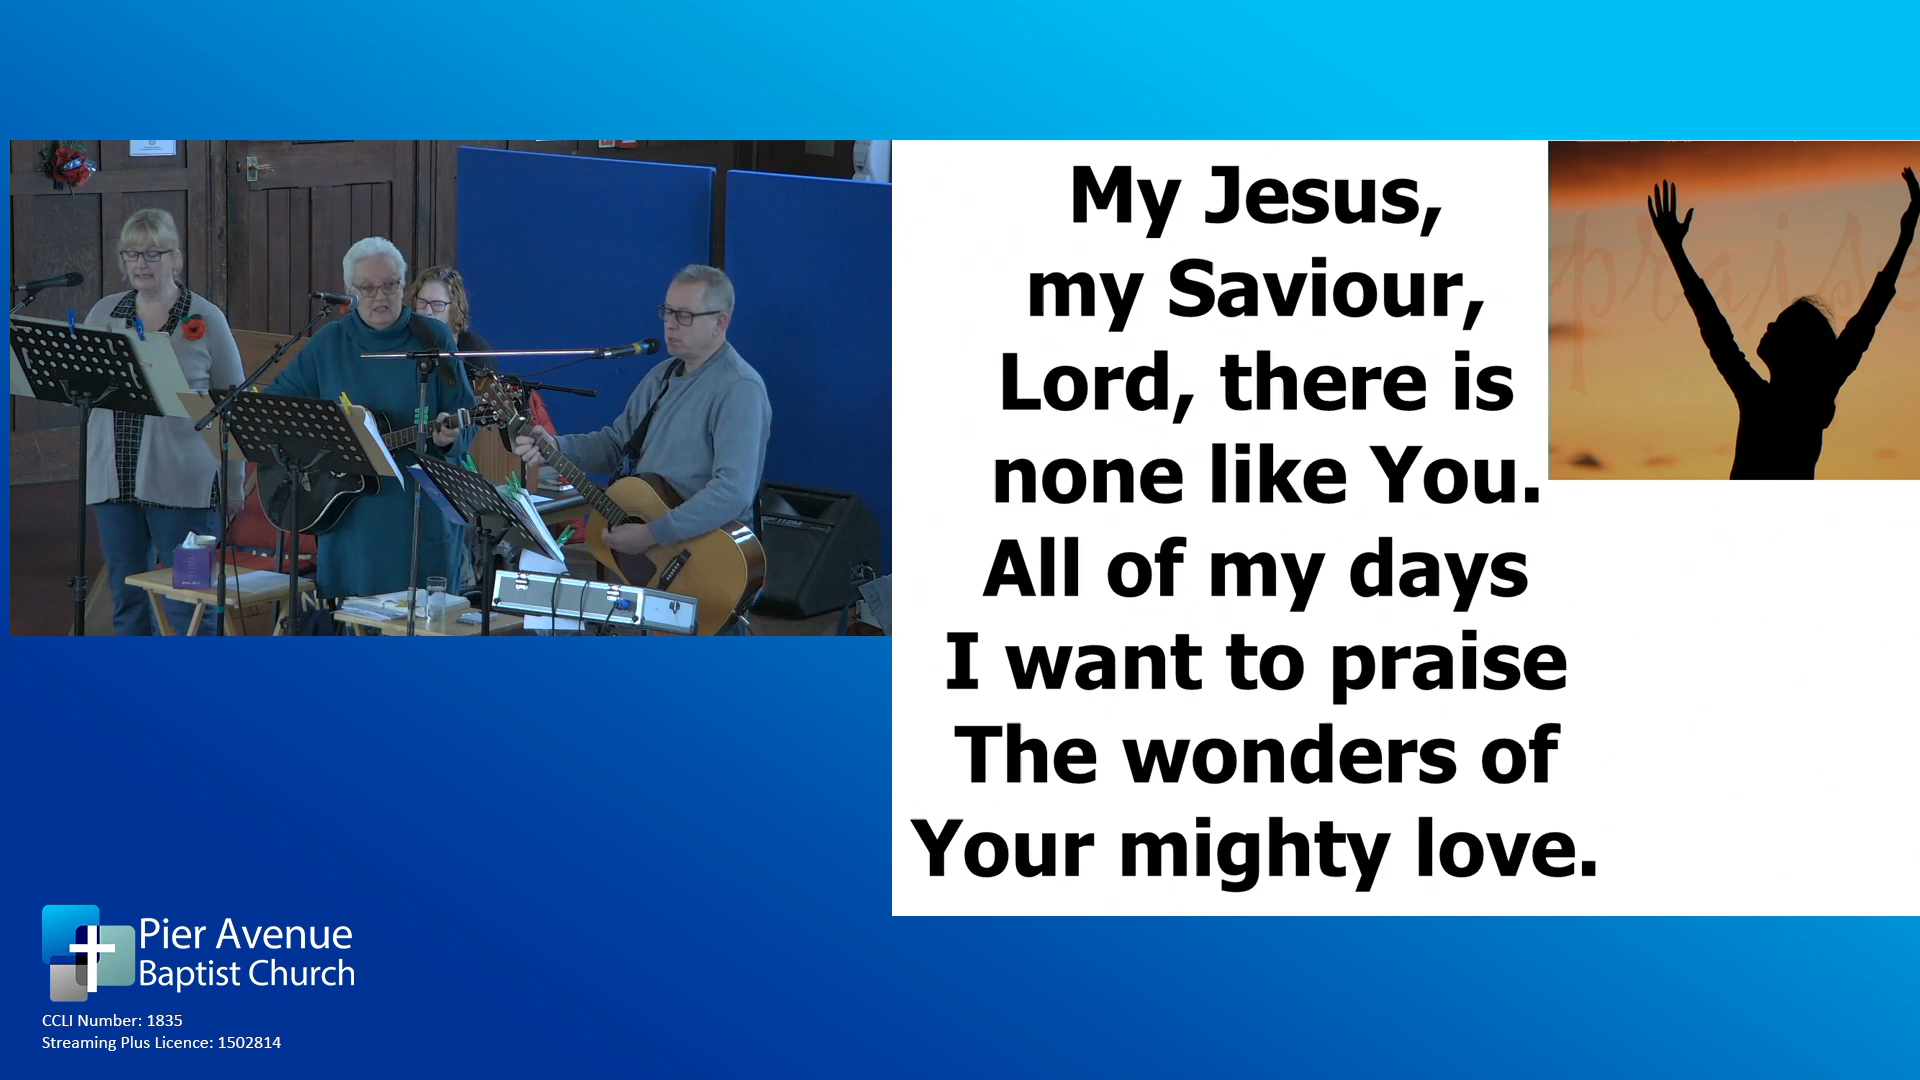 My Jesus,
my Saviour,
Lord, there is
none like You.
All of my days
I want to praise
The wonders of
Your mighty love.
praise
Pier Avenue
Baptist Church
CCLI Number: 1835
Streaming Plus Licence: 1502814